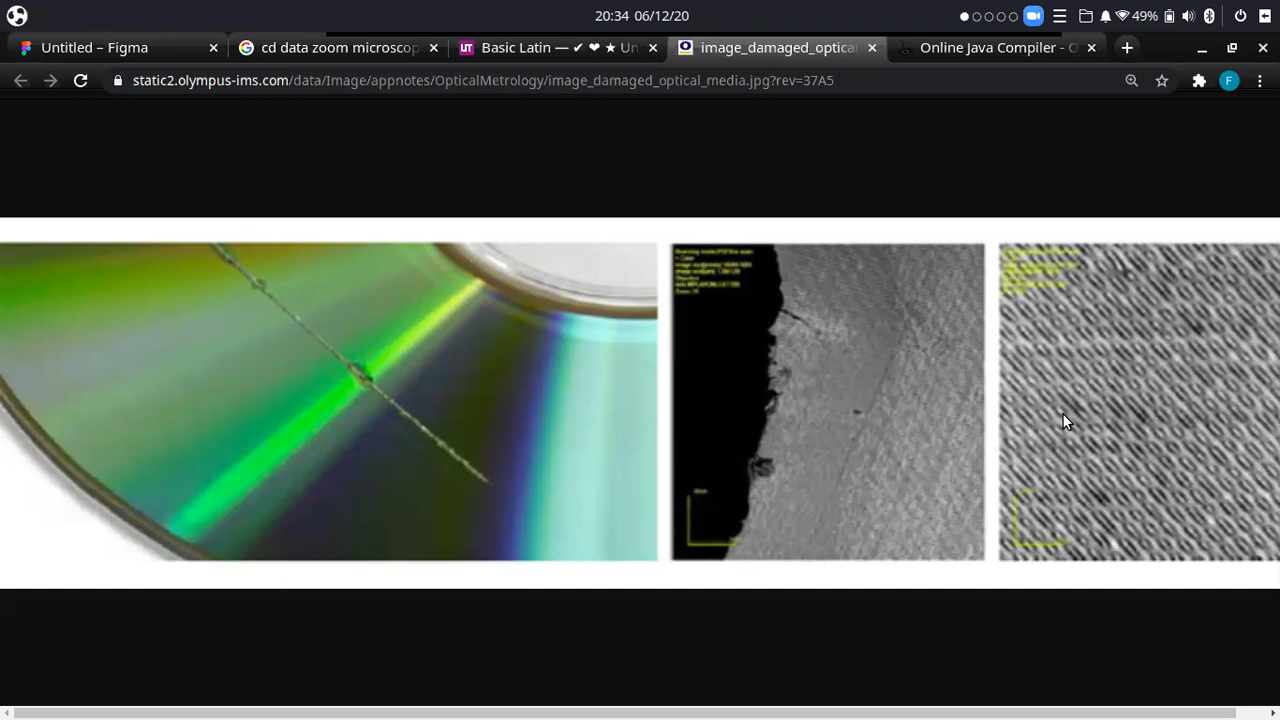 20:34 06/12/20
49%
Untitled – Figma
cd data zoom microscop
Basic Latin — ✔ ❤ ★ Un
image_damaged_optical
Online Java Compiler - O
static2.olympus-ims.com/data/Image/appnotes/OpticalMetrology/image_damaged_optical_media.jpg?rev=37A5
F